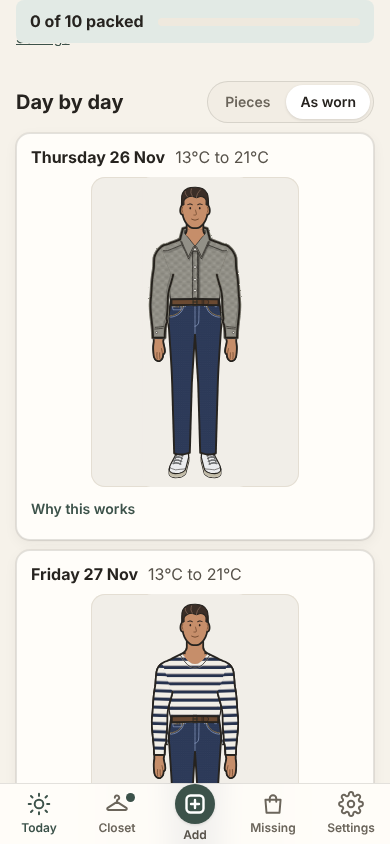 0 of 10 packed
Day by day
Pieces
As worn
Thursday 26 Nov 13°C to 21°C
Why this works
Friday 27 Nov 13°C to 21°C
Today
Closet
Add
Missing
Settings